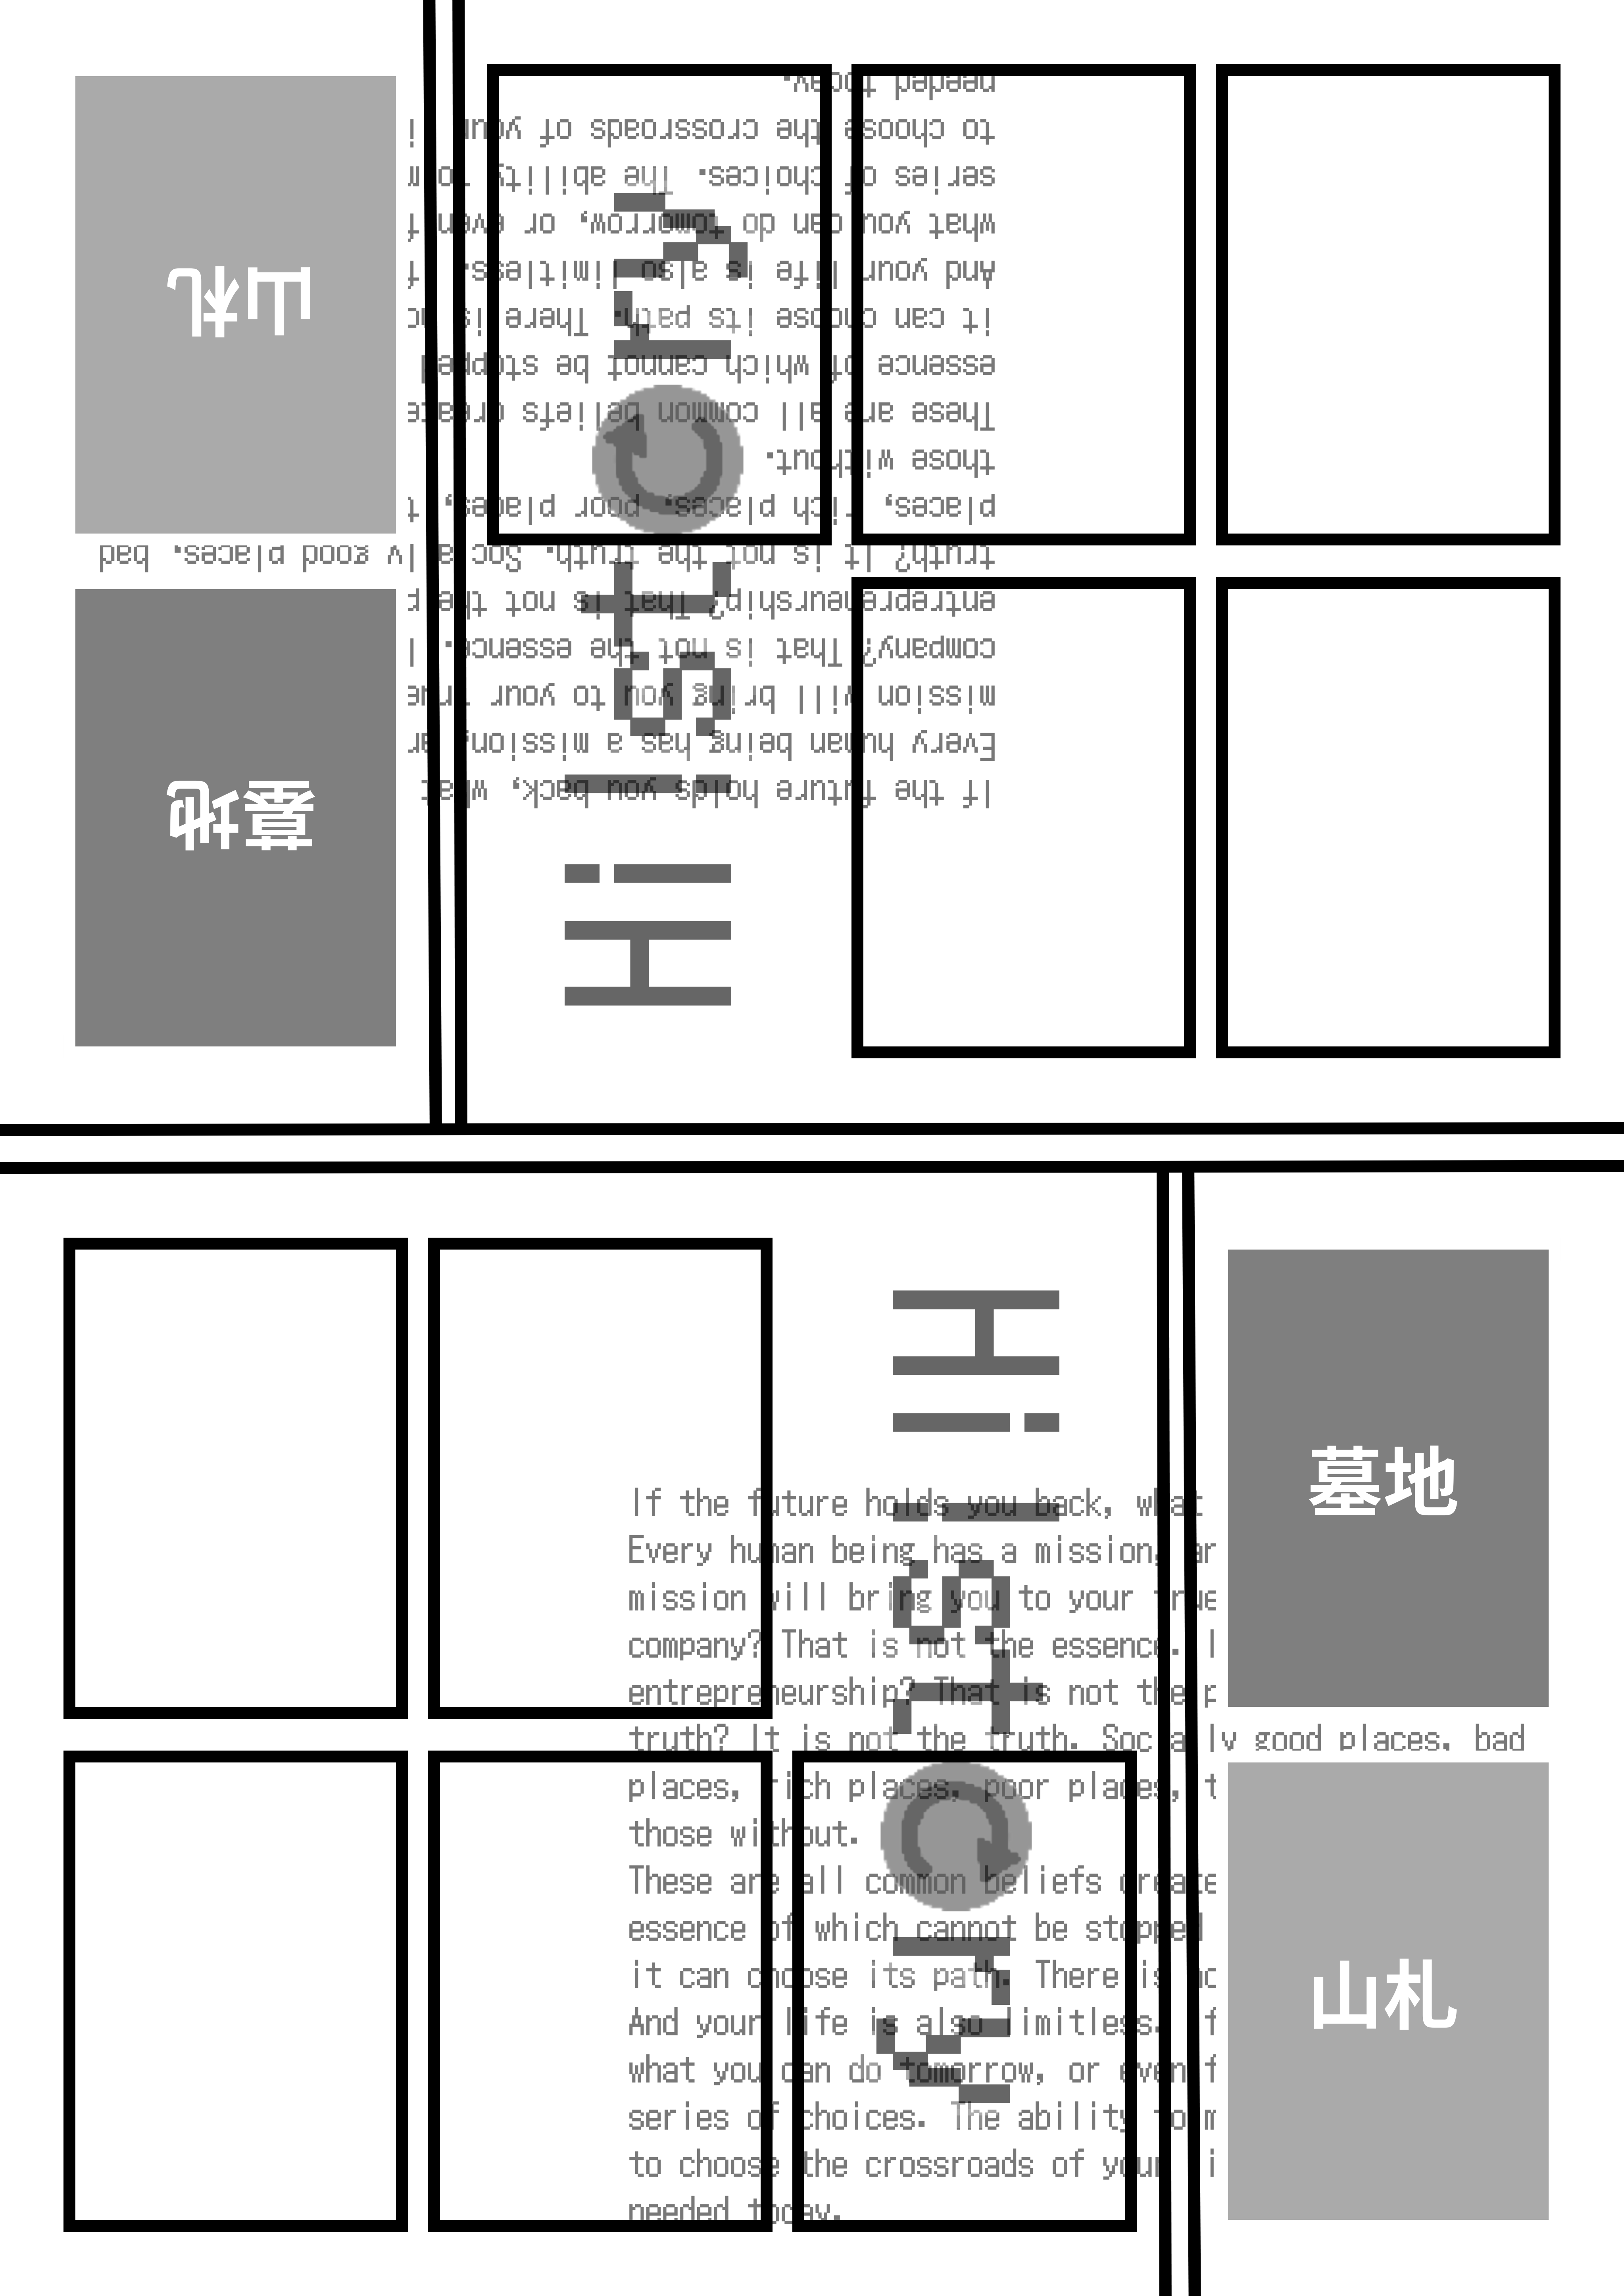 山札
墓地
Hi Istory
If the future holds you back, what
Every human being has a mission, an
mission will bring you to your true
company? That is not the essence. I
entrepreneurship? That is not the p
truth? It is not the truth. Socially good places, bad
places, rich places, poor places, t
those without.
These are all common beliefs create
essence of which cannot be stopped
it can choose its path. There is no
And your life is also limitless. f
what you can do tomorrow, or even f
series of choices. The ability to m
to choose the crossroads of your li
needed today.
Hi Istory
墓地
山札
If the future holds you back, what
Every human being has a mission, an
mission will bring you to your true
company? That is not the essence. I
entrepreneurship? That is not the p
truth? It is not the truth. Socially good places, bad
places, rich places, poor places, t
those without.
These are all common beliefs create
essence of which cannot be stopped
it can choose its path. There is no
And your life is also limitless. f
what you can do tomorrow, or even f
series of choices. The ability to m
to choose the crossroads of your li
needed today.